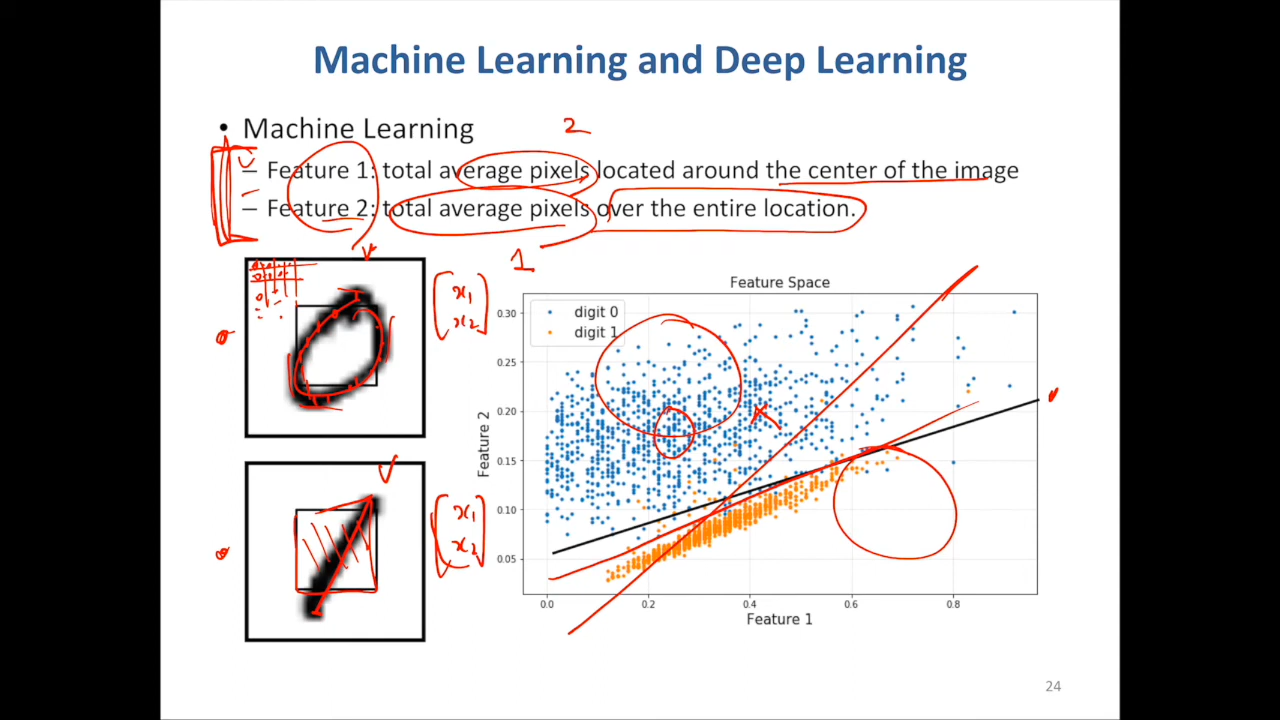 Machine Learning and Deep Learning
• Machine Learning
2
– Feature 1: total average pixels located around the center of the image
– Feature 2: total average pixels over the entire location.
1
x1
x2
x1
x2
Feature Space
digit 0
digit 1
0.30
0.25
0.20
0.15
0.10
0.05
Feature 2
0.0 0.2 0.4 0.6 0.8
Feature 1
24